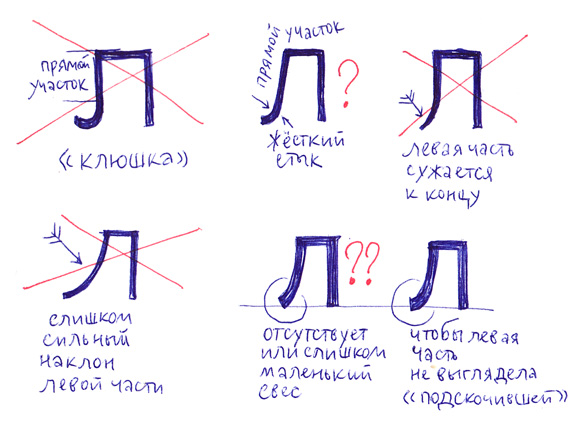 прямой
участок
Л
«клюшка»
прямой участок
Л
?
жёсткий
стык
Л
левая часть
сужается
к концу
Л
слишком
сильный
наклон
левой части
Л
??
отсутствует
или слишком
маленький
свес
Л
чтобы левая
часть
не выглядела
«подскочившей»